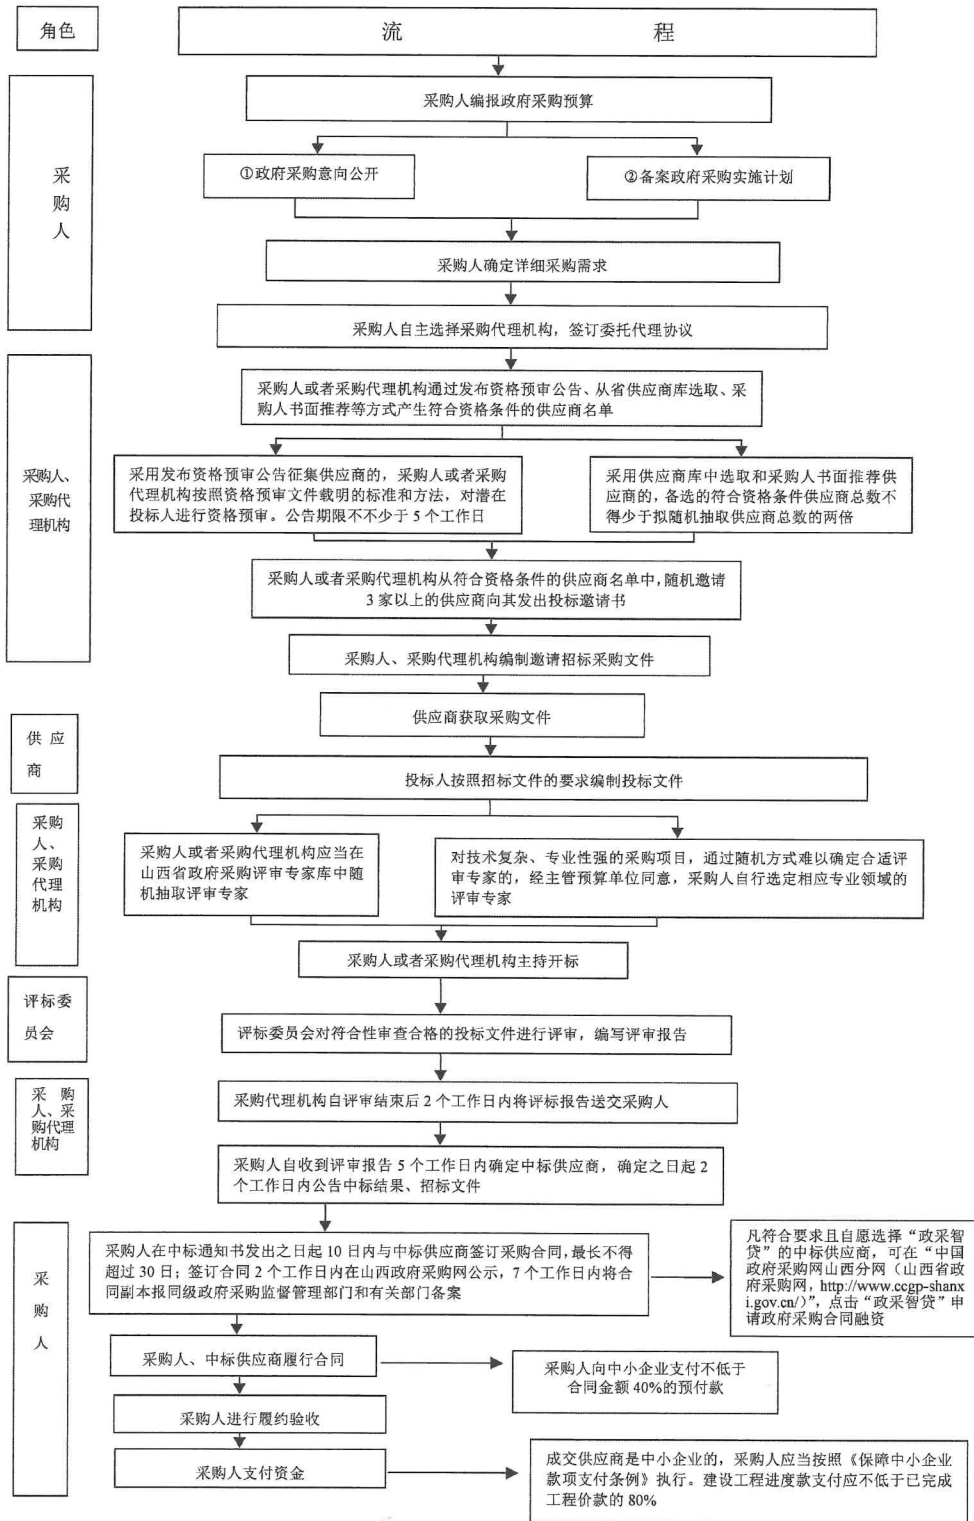 角色
流 程
采购人编报政府采购预算
采
购
人
①政府采购意向公开
②备案政府采购实施计划
采购人确定详细采购需求
采购人自主选择采购代理机构，签订委托代理协议
采购人、
采购代
理机构
采购人或者采购代理机构通过发布资格预审公告、从省供应商库选取、采
购人书面推荐等方式产生符合资格条件的供应商名单
采用发布资格预审公告征集供应商的，采购人或者采购
代理机构按照资格预审文件载明的标准和方法，对潜在
投标人进行资格预审。公告期限不不少于 5 个工作日
采用供应商库中选取和采购人书面推荐供
应商的，备选的符合资格条件供应商总数不
得少于拟随机抽取供应商总数的两倍
采购人或者采购代理机构从符合资格条件的供应商名单中，随机邀请
3 家以上的供应商向其发出投标邀请书
采购人、采购代理机构编制邀请招标采购文件
供 应
商
供应商获取采购文件
投标人按照招标文件的要求编制投标文件
采购
人、
采购
代理
机构
采购人或者采购代理机构应当在
山西省政府采购评审专家库中随
机抽取评审专家
对技术复杂、专业性强的采购项目，通过随机方式难以确定合适评
审专家的，经主管预算单位同意，采购人自行选定相应专业领域的
评审专家
采购人或者采购代理机构主持开标
评标委
员会
评标委员会对符合性审查合格的投标文件进行评审，编写评审报告
采 购
人、采
购代理
机构
采购代理机构自评审结束后 2 个工作日内将评标报告送交采购人
采购人自收到评审报告 5 个工作日内确定中标供应商，确定之日起 2
个工作日内公告中标结果、招标文件
采
购
人
采购人在中标通知书发出之日起 10 日内与中标供应商签订采购合同，最长不得
超过 30 日；签订合同 2 个工作日内在山西政府采购网公示，7 个工作日内将合
同副本报同级政府采购监督管理部门和有关部门备案
凡符合要求且自愿选择“政采智
贷”的中标供应商，可在“中国
政府采购网山西分网（山西省政
府采购网，http://www.ccgp-shanx
i.gov.cn/）”，点击“政采智贷”申
请政府采购合同融资
采购人、中标供应商履行合同
采购人向中小企业支付不低于
合同金额 40%的预付款
采购人进行履约验收
采购人支付资金
成交供应商是中小企业的，采购人应当按照《保障中小企业
款项支付条例》执行。建设工程进度款支付应不低于已完成
工程价款的 80%